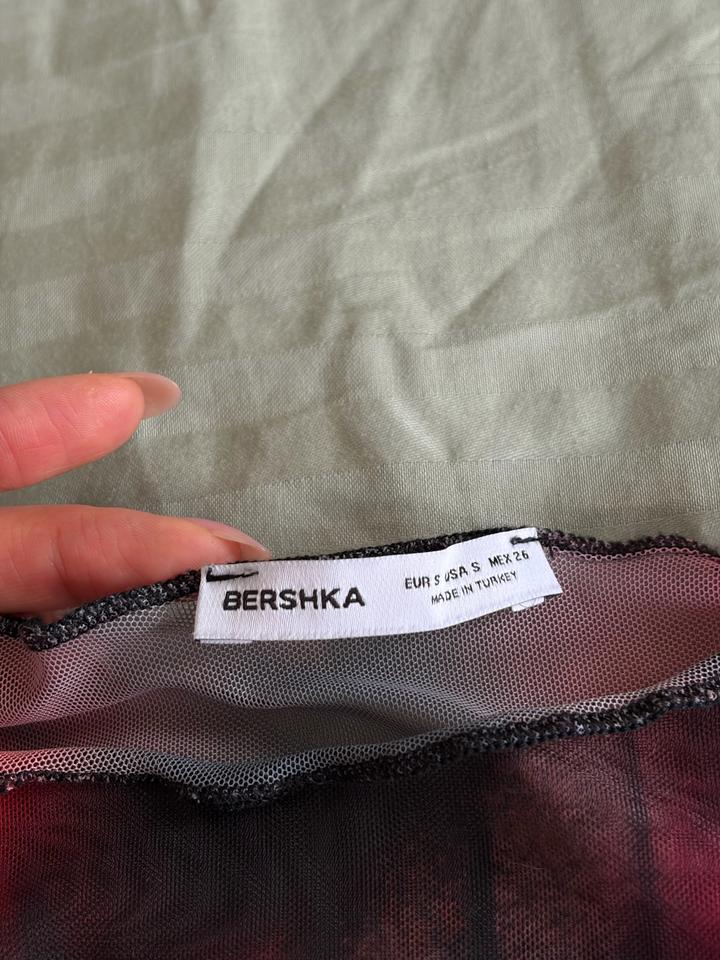 BERSHKA
EUR S USA S MEX 26
MADE IN TURKEY